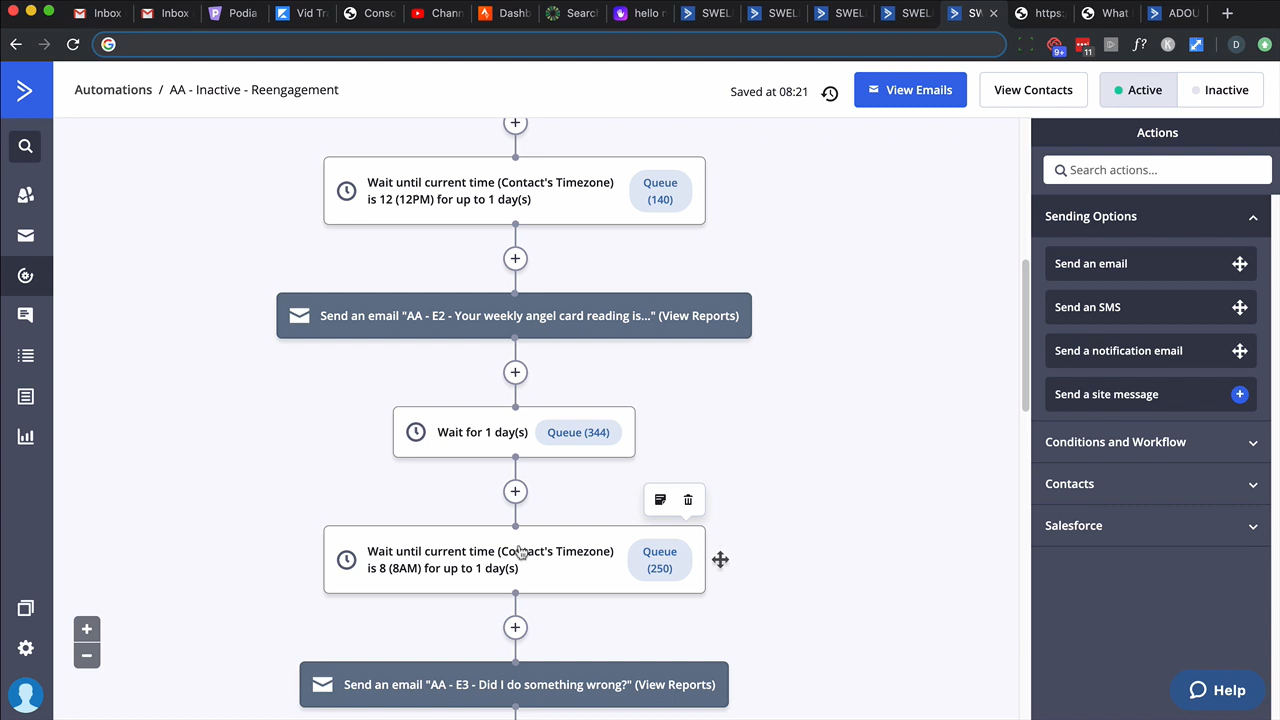 Inbox
Inbox
Podia
Vid Tr
Conso
Chann
Dashb
Search
hello r
SWEL
SWEL
SWEL
SWEL
SW
https:
What
ADOU
f?
9+
11
K
D
Automations / AA - Inactive - Reengagement
Saved at 08:21
View Emails
View Contacts
Active
Inactive
Actions
Search actions...
Sending Options
Send an email
Send an SMS
Send a notification email
Send a site message
Conditions and Workflow
Contacts
Salesforce
Wait until current time (Contact's Timezone)
is 12 (12PM) for up to 1 day(s)
Queue
(140)
Send an email "AA - E2 - Your weekly angel card reading is..." (View Reports)
Wait for 1 day(s)
Queue (344)
Wait until current time (Contact's Timezone)
is 8 (8AM) for up to 1 day(s)
Queue
(250)
Send an email "AA - E3 - Did I do something wrong?" (View Reports)
Help